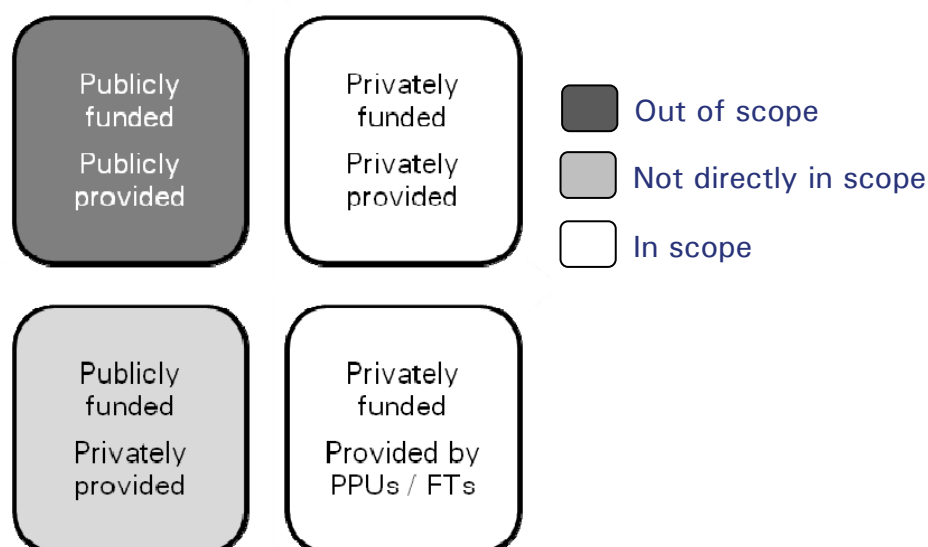 Publicly
funded
Publicly
provided
Privately
funded
Privately
provided
Out of scope
Not directly in scope
In scope
Publicly
funded
Privately
provided
Privately
funded
Provided by
PPUs / FTs